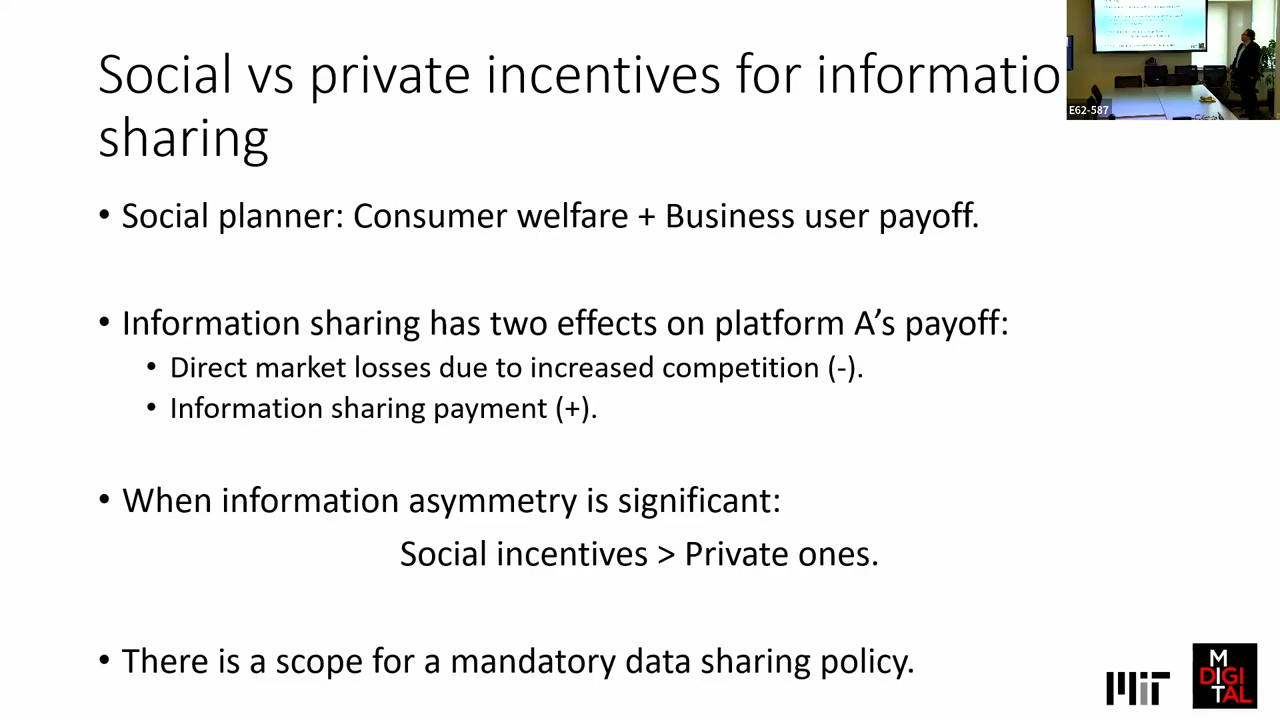 Social vs private incentives for informatio
sharing
• Social planner: Consumer welfare + Business user payoff.
• Information sharing has two effects on platform A’s payoff:
• Direct market losses due to increased competition (-).
• Information sharing payment (+).
• When information asymmetry is significant:
Social incentives > Private ones.
• There is a scope for a mandatory data sharing policy.
E62-587
MIT
M
DIGI
TAL